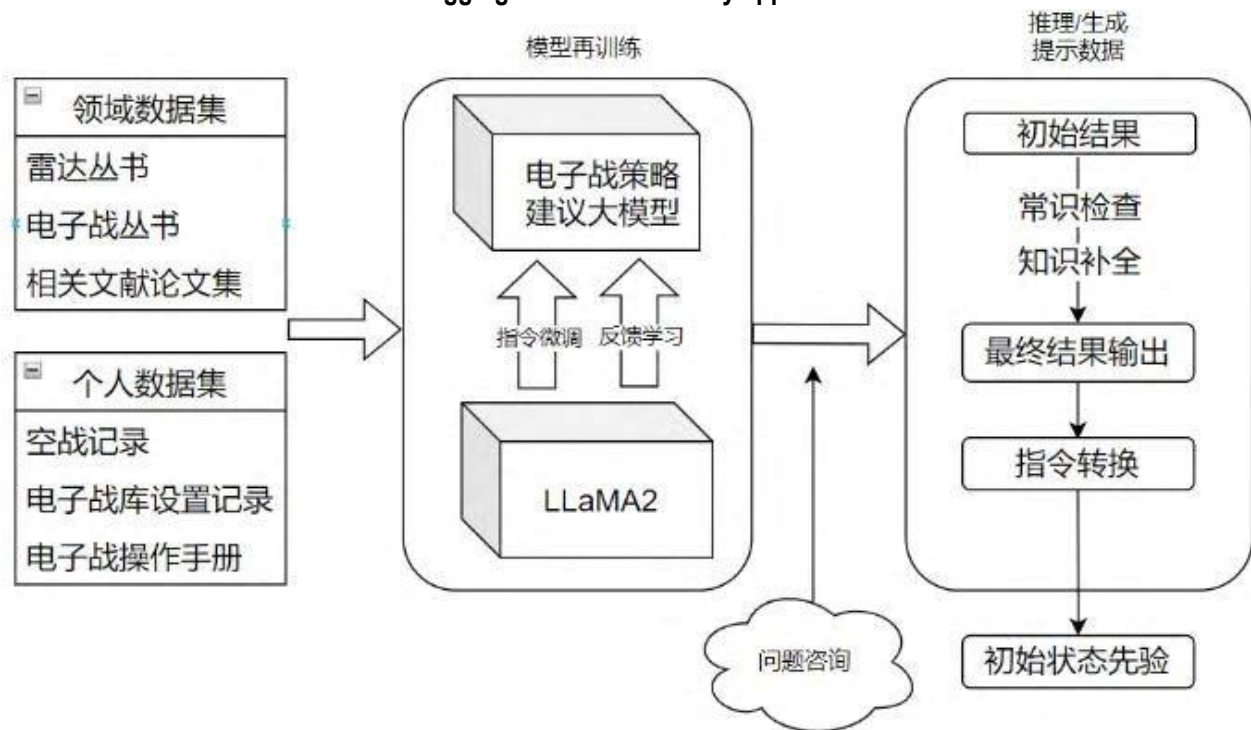 模型再训练
推理/生成
提示数据
领域数据集
雷达丛书
电子战丛书
相关文献论文集
个人数据集
空战记录
电子战库设置记录
电子战操作手册
电子战策略
建议大模型
指令微调
反馈学习
LLaMA2
问题咨询
初始结果
常识检查
知识补全
最终结果输出
指令转换
初始状态先验